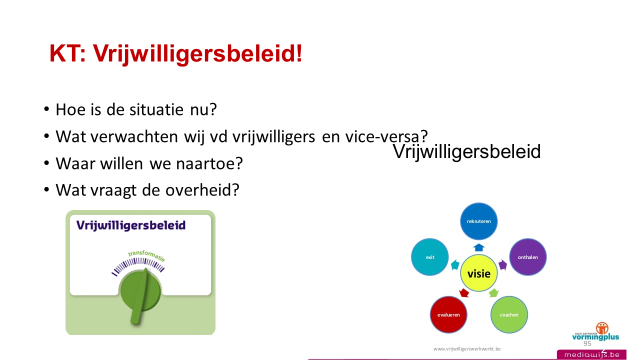 KT: Vrijwilligersbeleid!
• Hoe is de situatie nu?
• Wat verwachten wij vd vrijwilligers en vice-versa?
• Waar willen we naartoe?
• Wat vraagt de overheid?
Vrijwilligersbeleid
Vrijwilligersbeleid
transformatie
rekruteren
exit
onthalen
visie
evalueren
coachen
www.vrijwilligerswerkwerkt.be
vormingplus
95
mediawijs.be